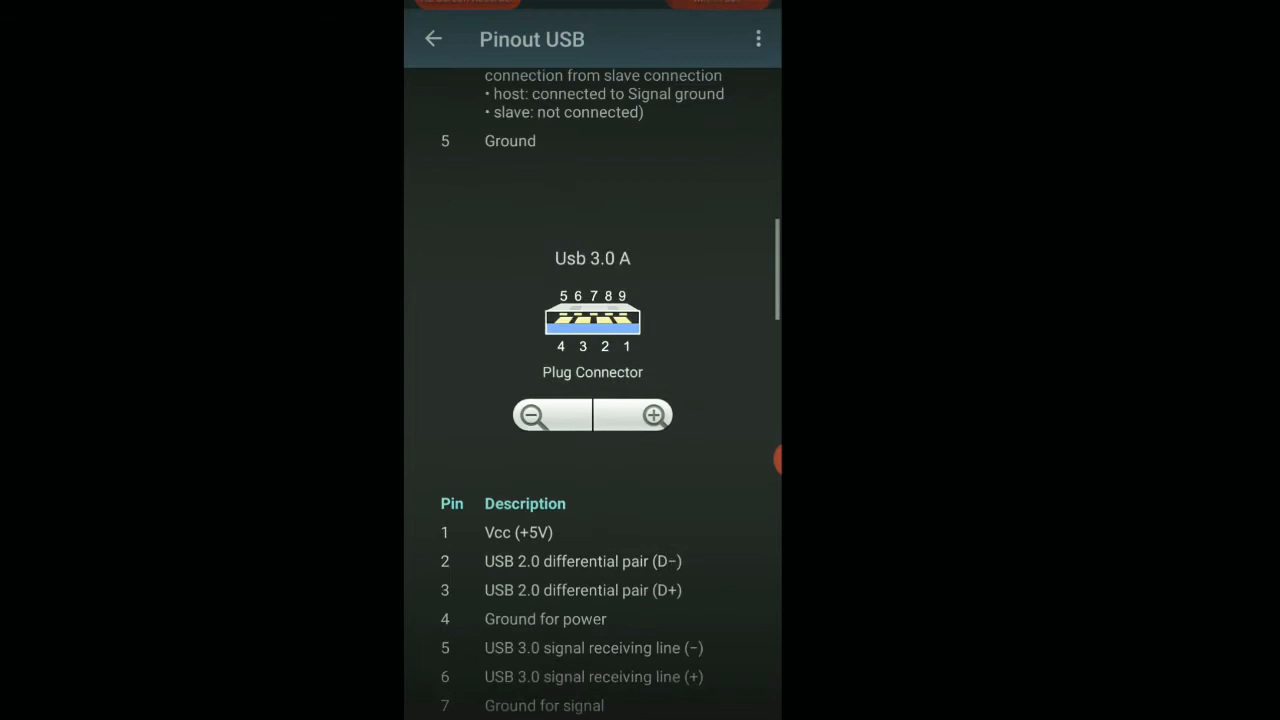 Pinout USB
connection from slave connection
• host: connected to Signal ground
• slave: not connected)
5 Ground
Usb 3.0 A
5 6 7 8 9
4 3 2 1
Plug Connector
Pin Description
1 Vcc (+5V)
2 USB 2.0 differential pair (D−)
3 USB 2.0 differential pair (D+)
4 Ground for power
5 USB 3.0 signal receiving line (−)
6 USB 3.0 signal receiving line (+)
7 Ground for signal